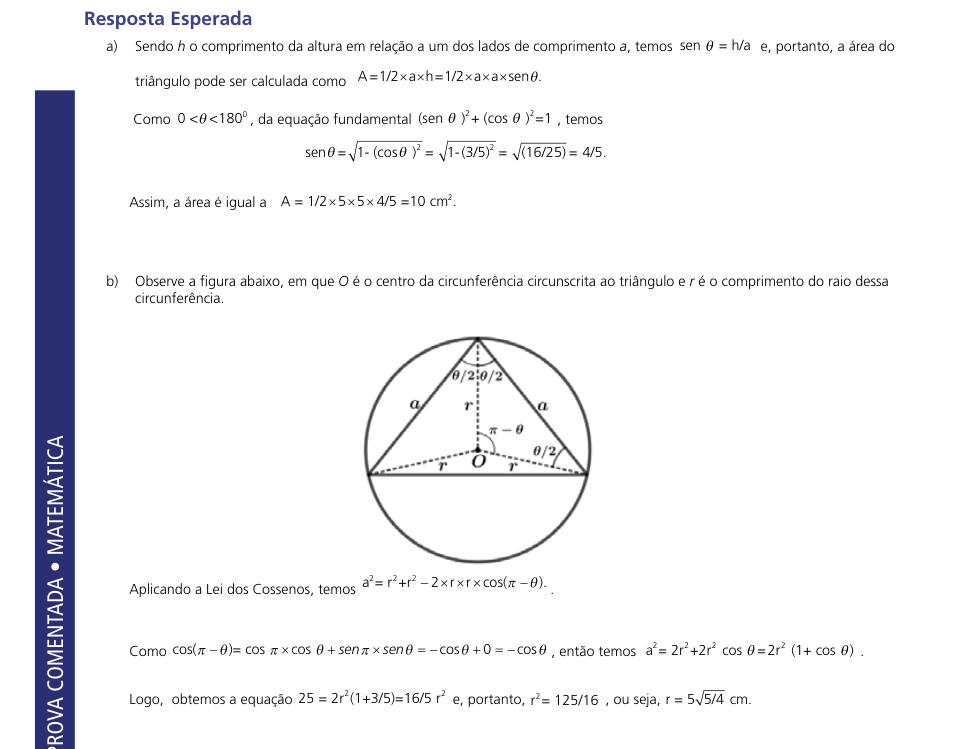 Resposta Esperada
a) Sendo h o comprimento da altura em relação a um dos lados de comprimento a, temos sen θ = h/a e, portanto, a área do
triângulo pode ser calculada como A=1/2×a×h=1/2×a×a×senθ.
Como 0 <θ<180⁰, da equação fundamental (sen θ )²+ (cos θ )²=1 , temos
senθ=√1- (cosθ )² = √1-(3/5)² = √(16/25) = 4/5.
Assim, a área é igual a A = 1/2×5×5×4/5 =10 cm².
b) Observe a figura abaixo, em que O é o centro da circunferência circunscrita ao triângulo e r é o comprimento do raio dessa
circunferência.
θ/2 θ/2
a r a
π − θ
θ/2
r O r
Aplicando a Lei dos Cossenos, temos a²= r²+r² −2×r×r×cos(π −θ). .
Como cos(π −θ)= cos π×cos θ + senπ × senθ = −cosθ + 0 = −cosθ , então temos a²= 2r²+2r² cos θ=2r² (1+ cos θ) .
Logo, obtemos a equação 25 = 2r²(1+3/5)=16/5 r² e, portanto, r²= 125/16 , ou seja, r = 5√5/4 cm.
PROVA COMENTADA • MATEMÁTICA